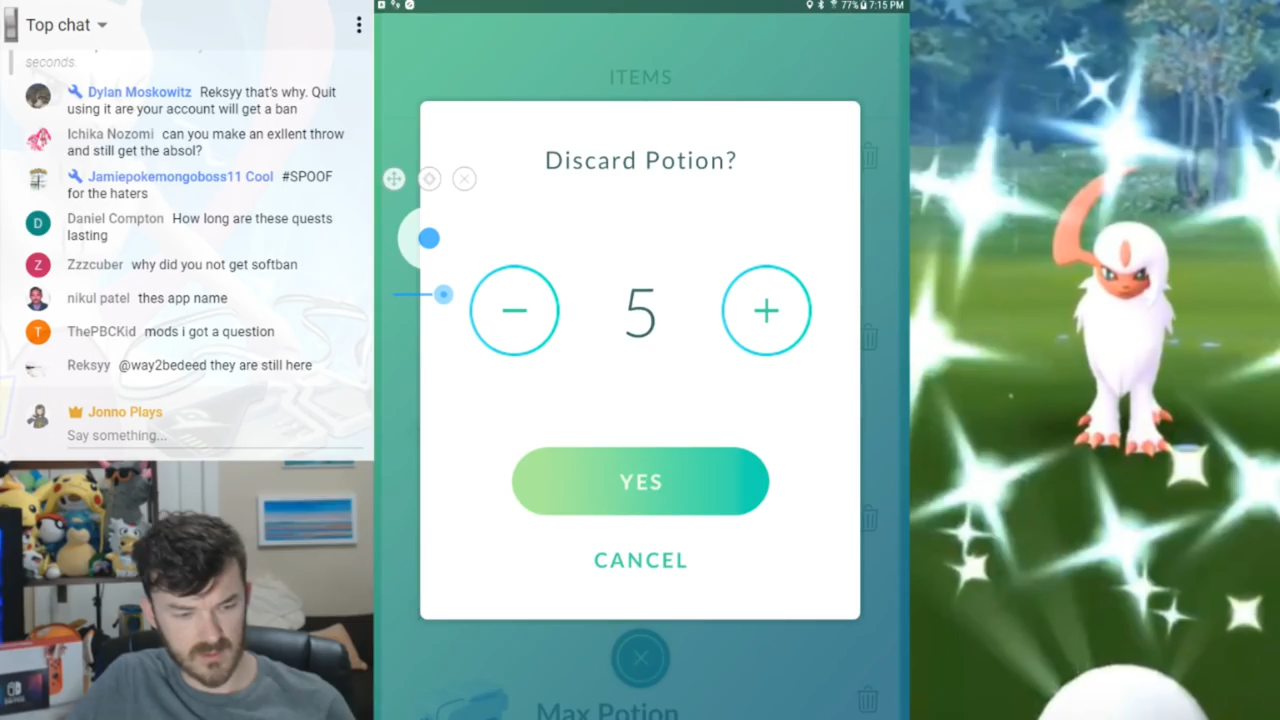 Top chat
seconds.
Dylan Moskowitz Reksyy that's why. Quit
using it are your account will get a ban
Ichika Nozomi can you make an exllent throw
and still get the absol?
Jamiepokemongoboss11 Cool #SPOOF
for the haters
Daniel Compton How long are these quests
lasting
Zzzcuber why did you not get softban
nikul patel thes app name
ThePBCKid mods i got a question
Reksyy @way2bedeed they are still here
Jonno Plays
Say something...
77% 7:15 PM
ITEMS
Discard Potion?
5
YES
CANCEL
Max Potion
D
Z
T